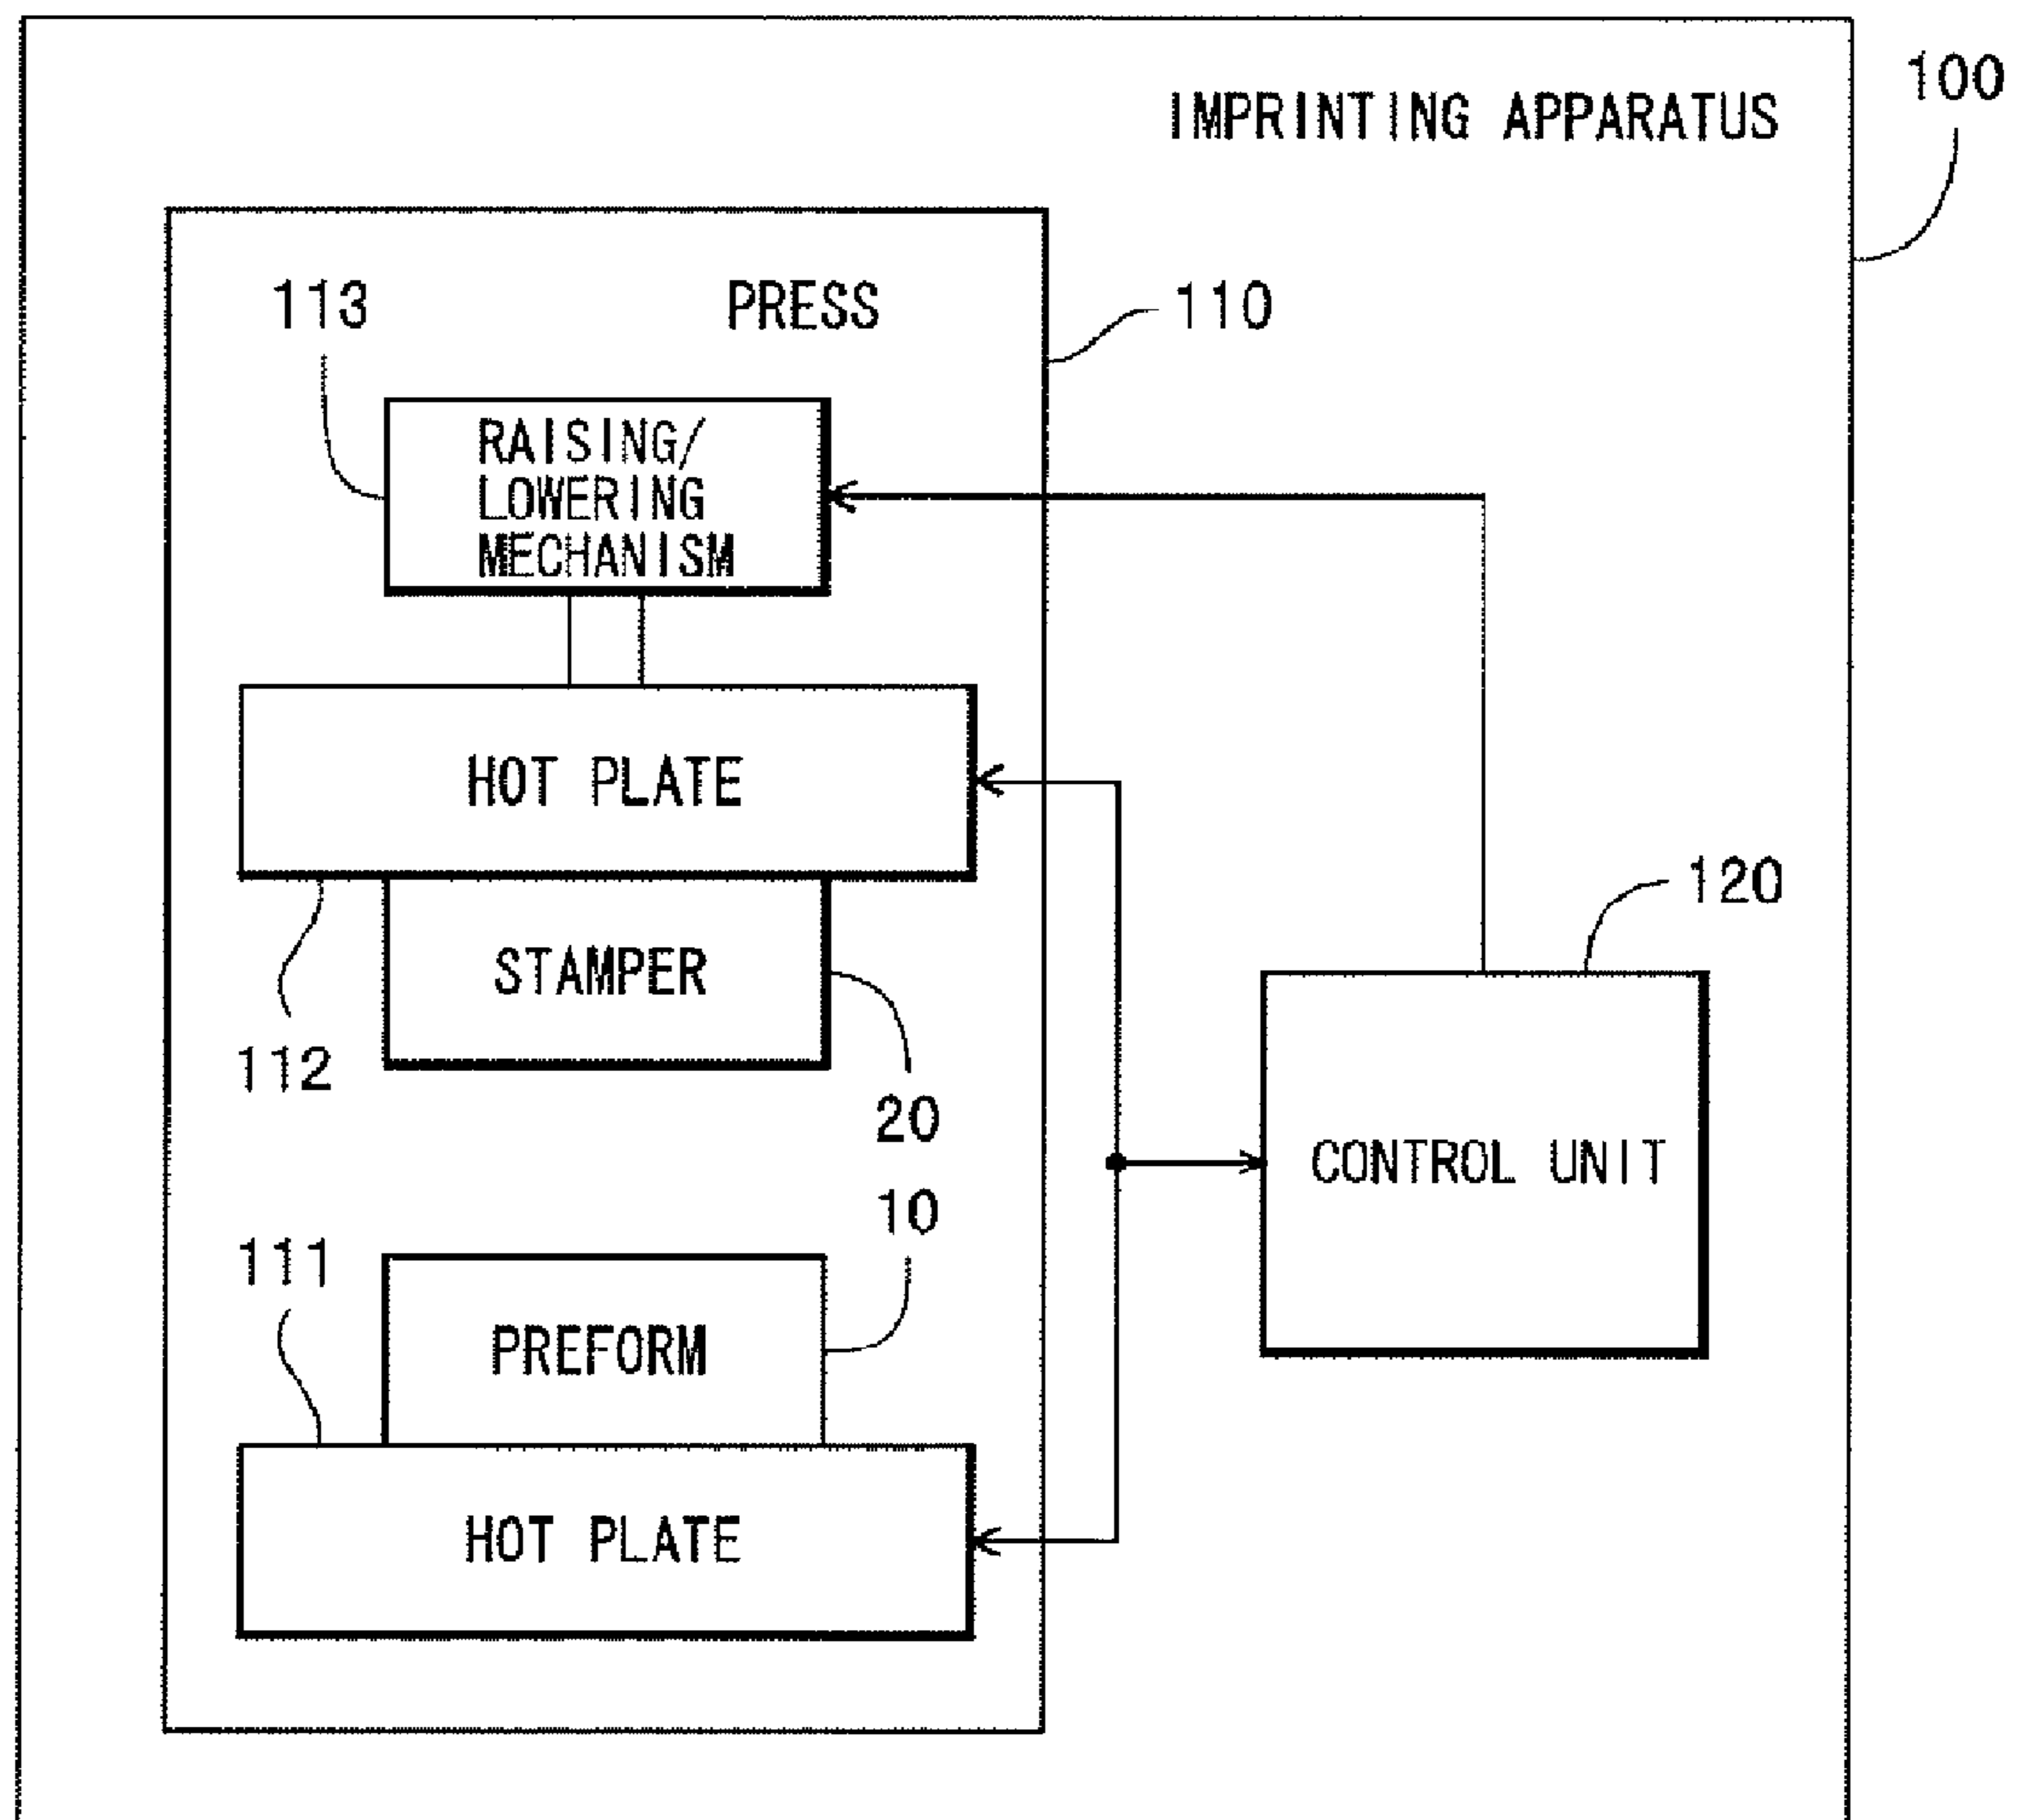 100
IMPRINTING APPARATUS
113
PRESS
110
RAISING/
LOWERING
MECHANISM
HOT PLATE
120
STAMPER
112
20
CONTROL UNIT
10
111
PREFORM
HOT PLATE